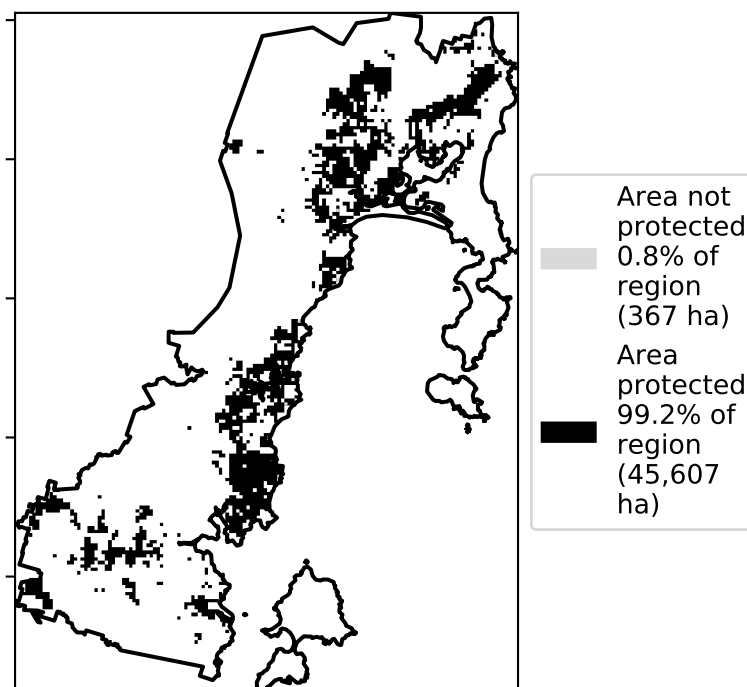 Area not
protected
0.8% of
region
(367 ha)
Area
protected
99.2% of
region
(45,607
ha)